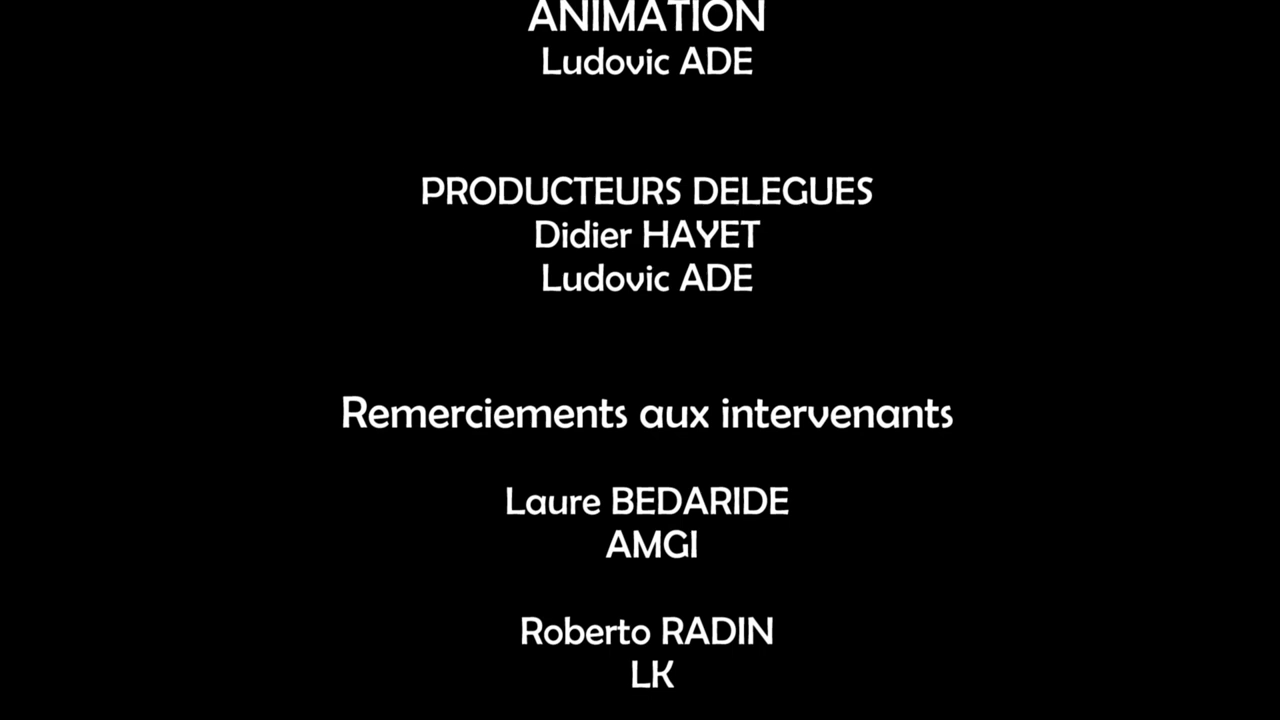 ANIMATION
Ludovic ADE
PRODUCTEURS DELEGUES
Didier HAYET
Ludovic ADE
Remerciements aux intervenants
Laure BEDARIDE
AMGI
Roberto RADIN
LK